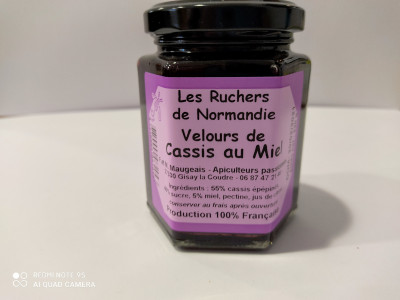 Les Ruchers
de Normandie
Velours de
Cassis au Miel
Maugeais - Apiculteurs
Gisay la Coudre - 06 87 47
Ingrédients : 55% cassis épépiné
sucre, 5% miel, pectine, jus de
conserver au frais après ouverture
Production 100% Français
REDMI NOTE 9S
AI QUAD CAMERA